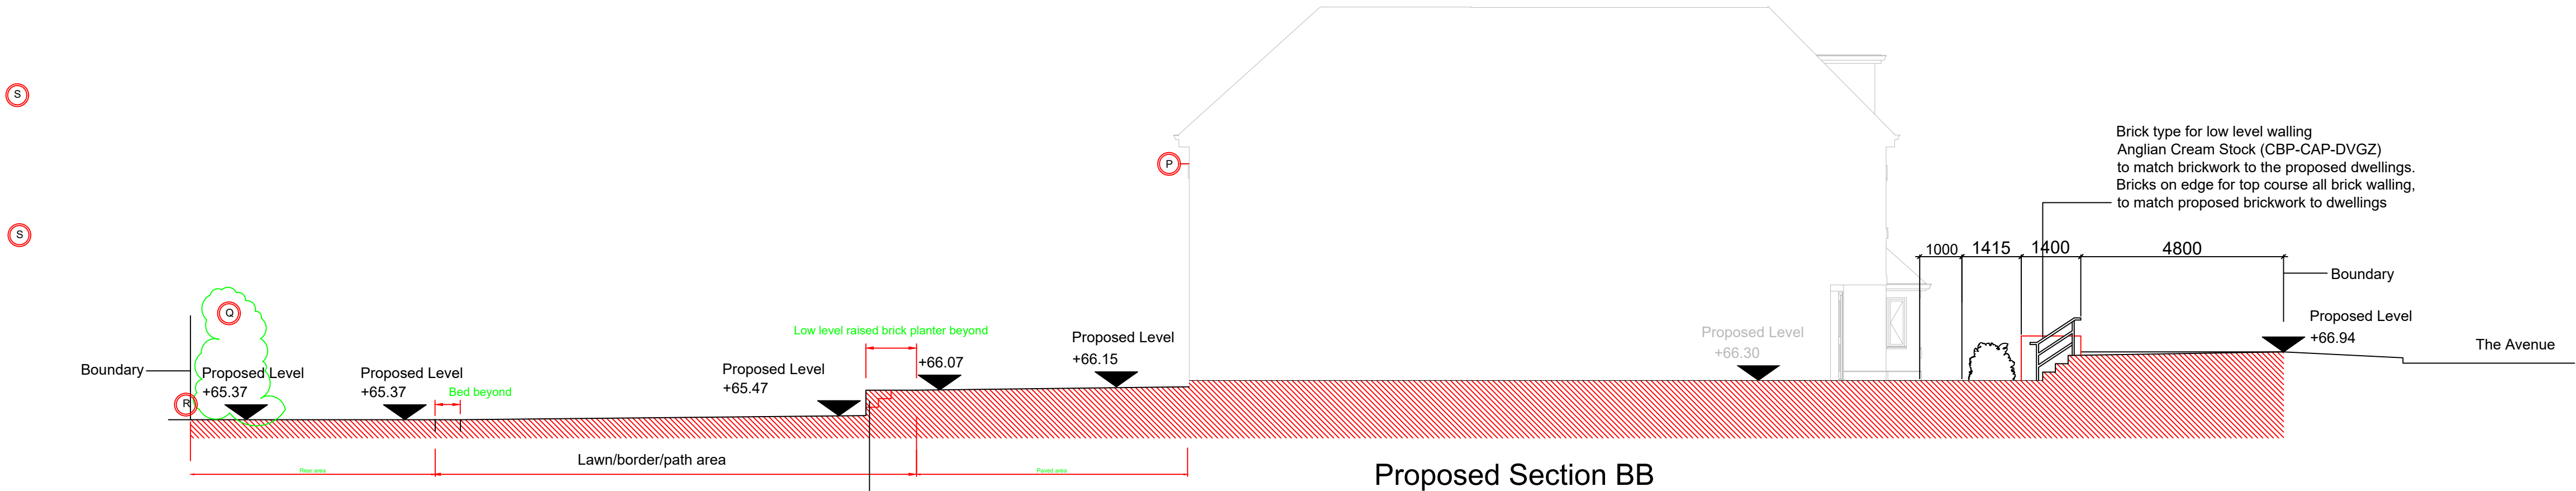 S
Brick type for low level walling
Anglian Cream Stock (CBP-CAP-DVGZ)
to match brickwork to the proposed dwellings.
Bricks on edge for top course all brick walling,
to match proposed brickwork to dwellings
P
S
1000
1415
1400
4800
Boundary
Q
Low level raised brick planter beyond
Proposed Level
+66.15
Proposed Level
+66.30
Proposed Level
+66.94
The Avenue
Boundary
Proposed Level
+65.37
R
Proposed Level
+65.37
Bed beyond
Proposed Level
+65.47
+66.07
Rear area
Lawn/border/path area
Paved area
Proposed Section BB